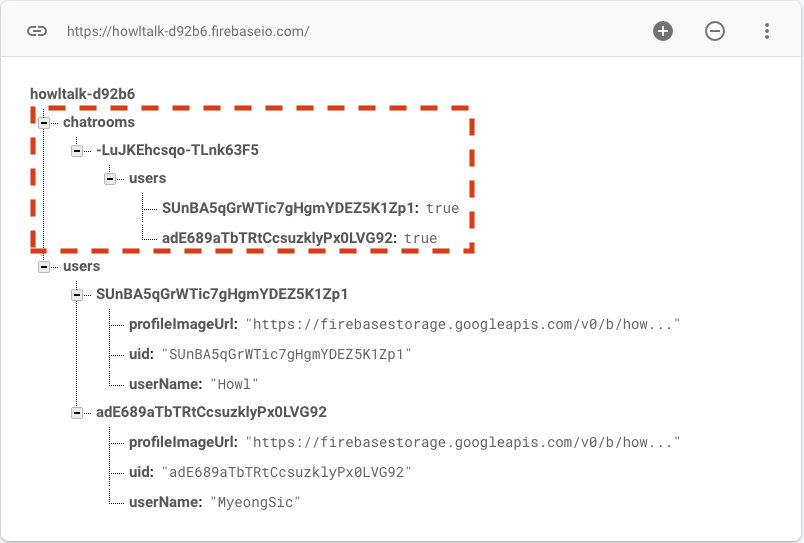 https://howltalk-d92b6.firebaseio.com/
howltalk-d92b6
chatrooms
-LuJKEhcsqo-TLnk63F5
users
SUnBA5qGrWTic7gHgmYDEZ5K1Zp1: true
adE689aTbTRtCcsuzklyPx0LVG92: true
users
SUnBA5qGrWTic7gHgmYDEZ5K1Zp1
profileImageUrl: "https://firebasestorage.googleapis.com/v0/b/how..."
uid: "SUnBA5qGrWTic7gHgmYDEZ5K1Zp1"
userName: "Howl"
adE689aTbTRtCcsuzklyPx0LVG92
profileImageUrl: "https://firebasestorage.googleapis.com/v0/b/how..."
uid: "adE689aTbTRtCcsuzklyPx0LVG92"
userName: "MyeongSic"